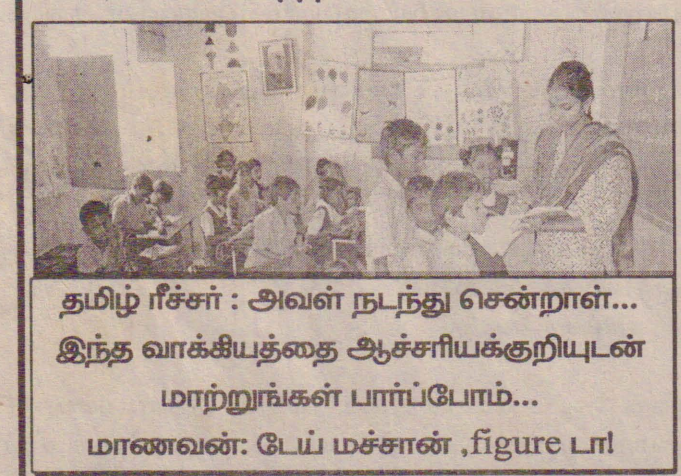 தமிழ் ரீச்சர் : அவள் நடந்து சென்றாள்...
இந்த வாக்கியத்தை ஆச்சரியக்குறியுடன்
மாற்றுங்கள் பார்ப்போம்...
மாணவன்: டேய் மச்சான் ,figure டா!